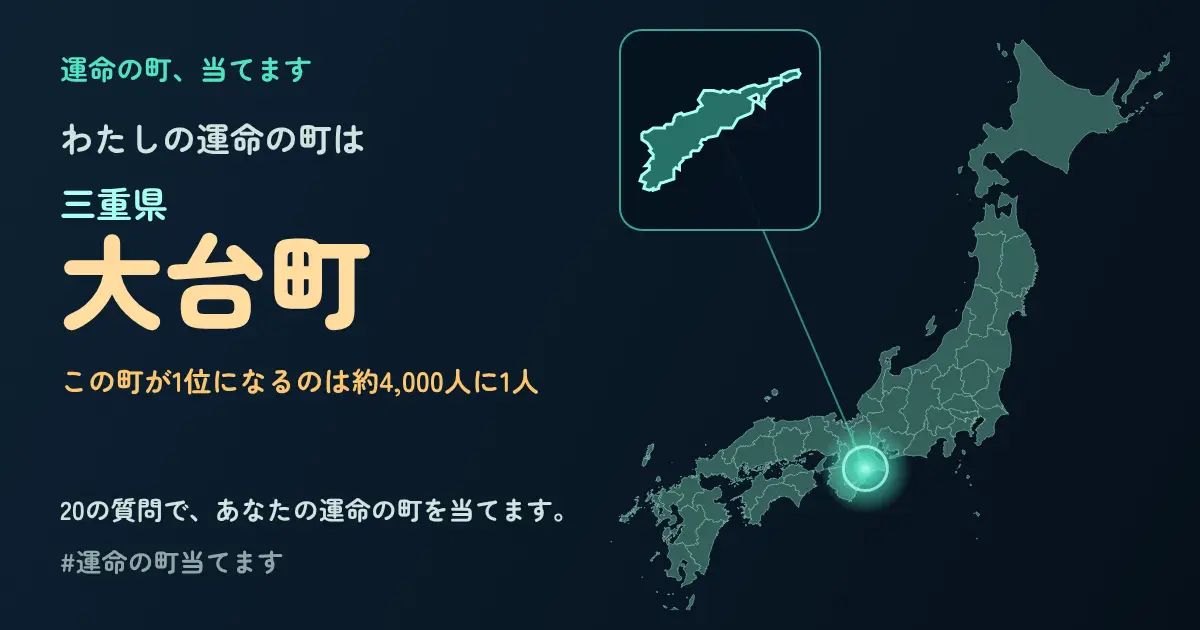 運命の町、当てます
わたしの運命の町は
三重県
大台町
この町が1位になるのは約4,000人に1人
20の質問で、あなたの運命の町を当てます。
#運命の町当てます